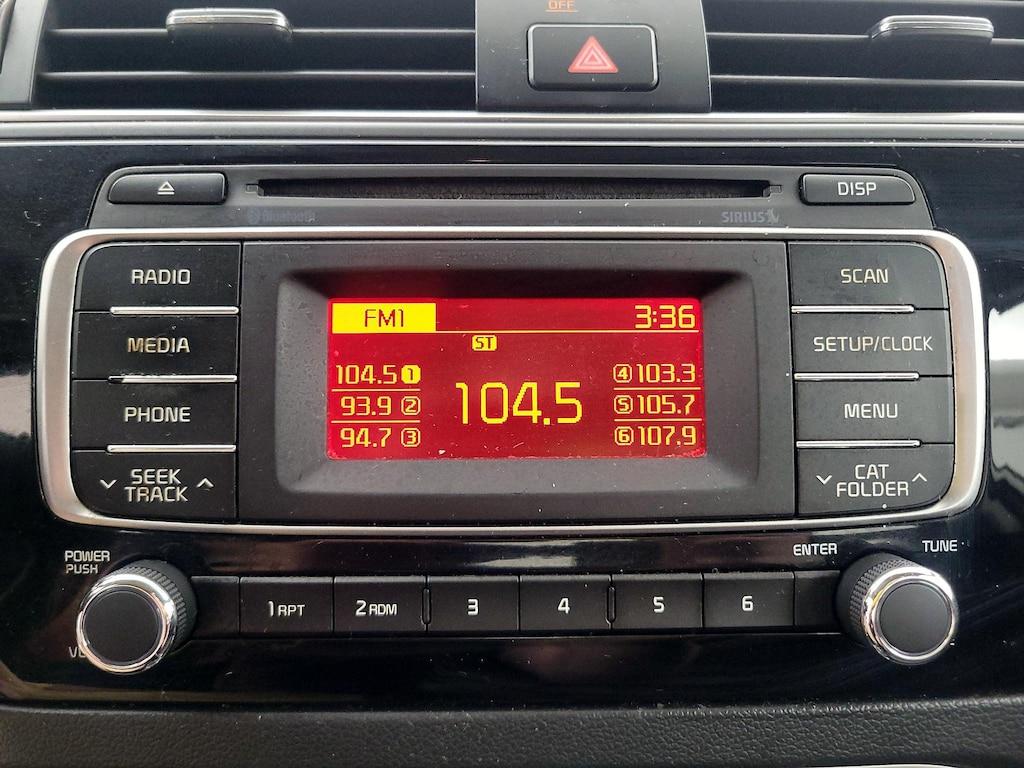 OFF
DISP
Bluetooth
SIRIUS
RADIO
MEDIA
PHONE
SEEK
TRACK
FM1
3:36
ST
104.5 1
93.9 2
94.7 3
104.5
4 103.3
5 105.7
6 107.9
SCAN
SETUP/CLOCK
MENU
CAT
FOLDER
POWER
PUSH
ENTER
TUNE
1 RPT
2 RDM
3
4
5
6